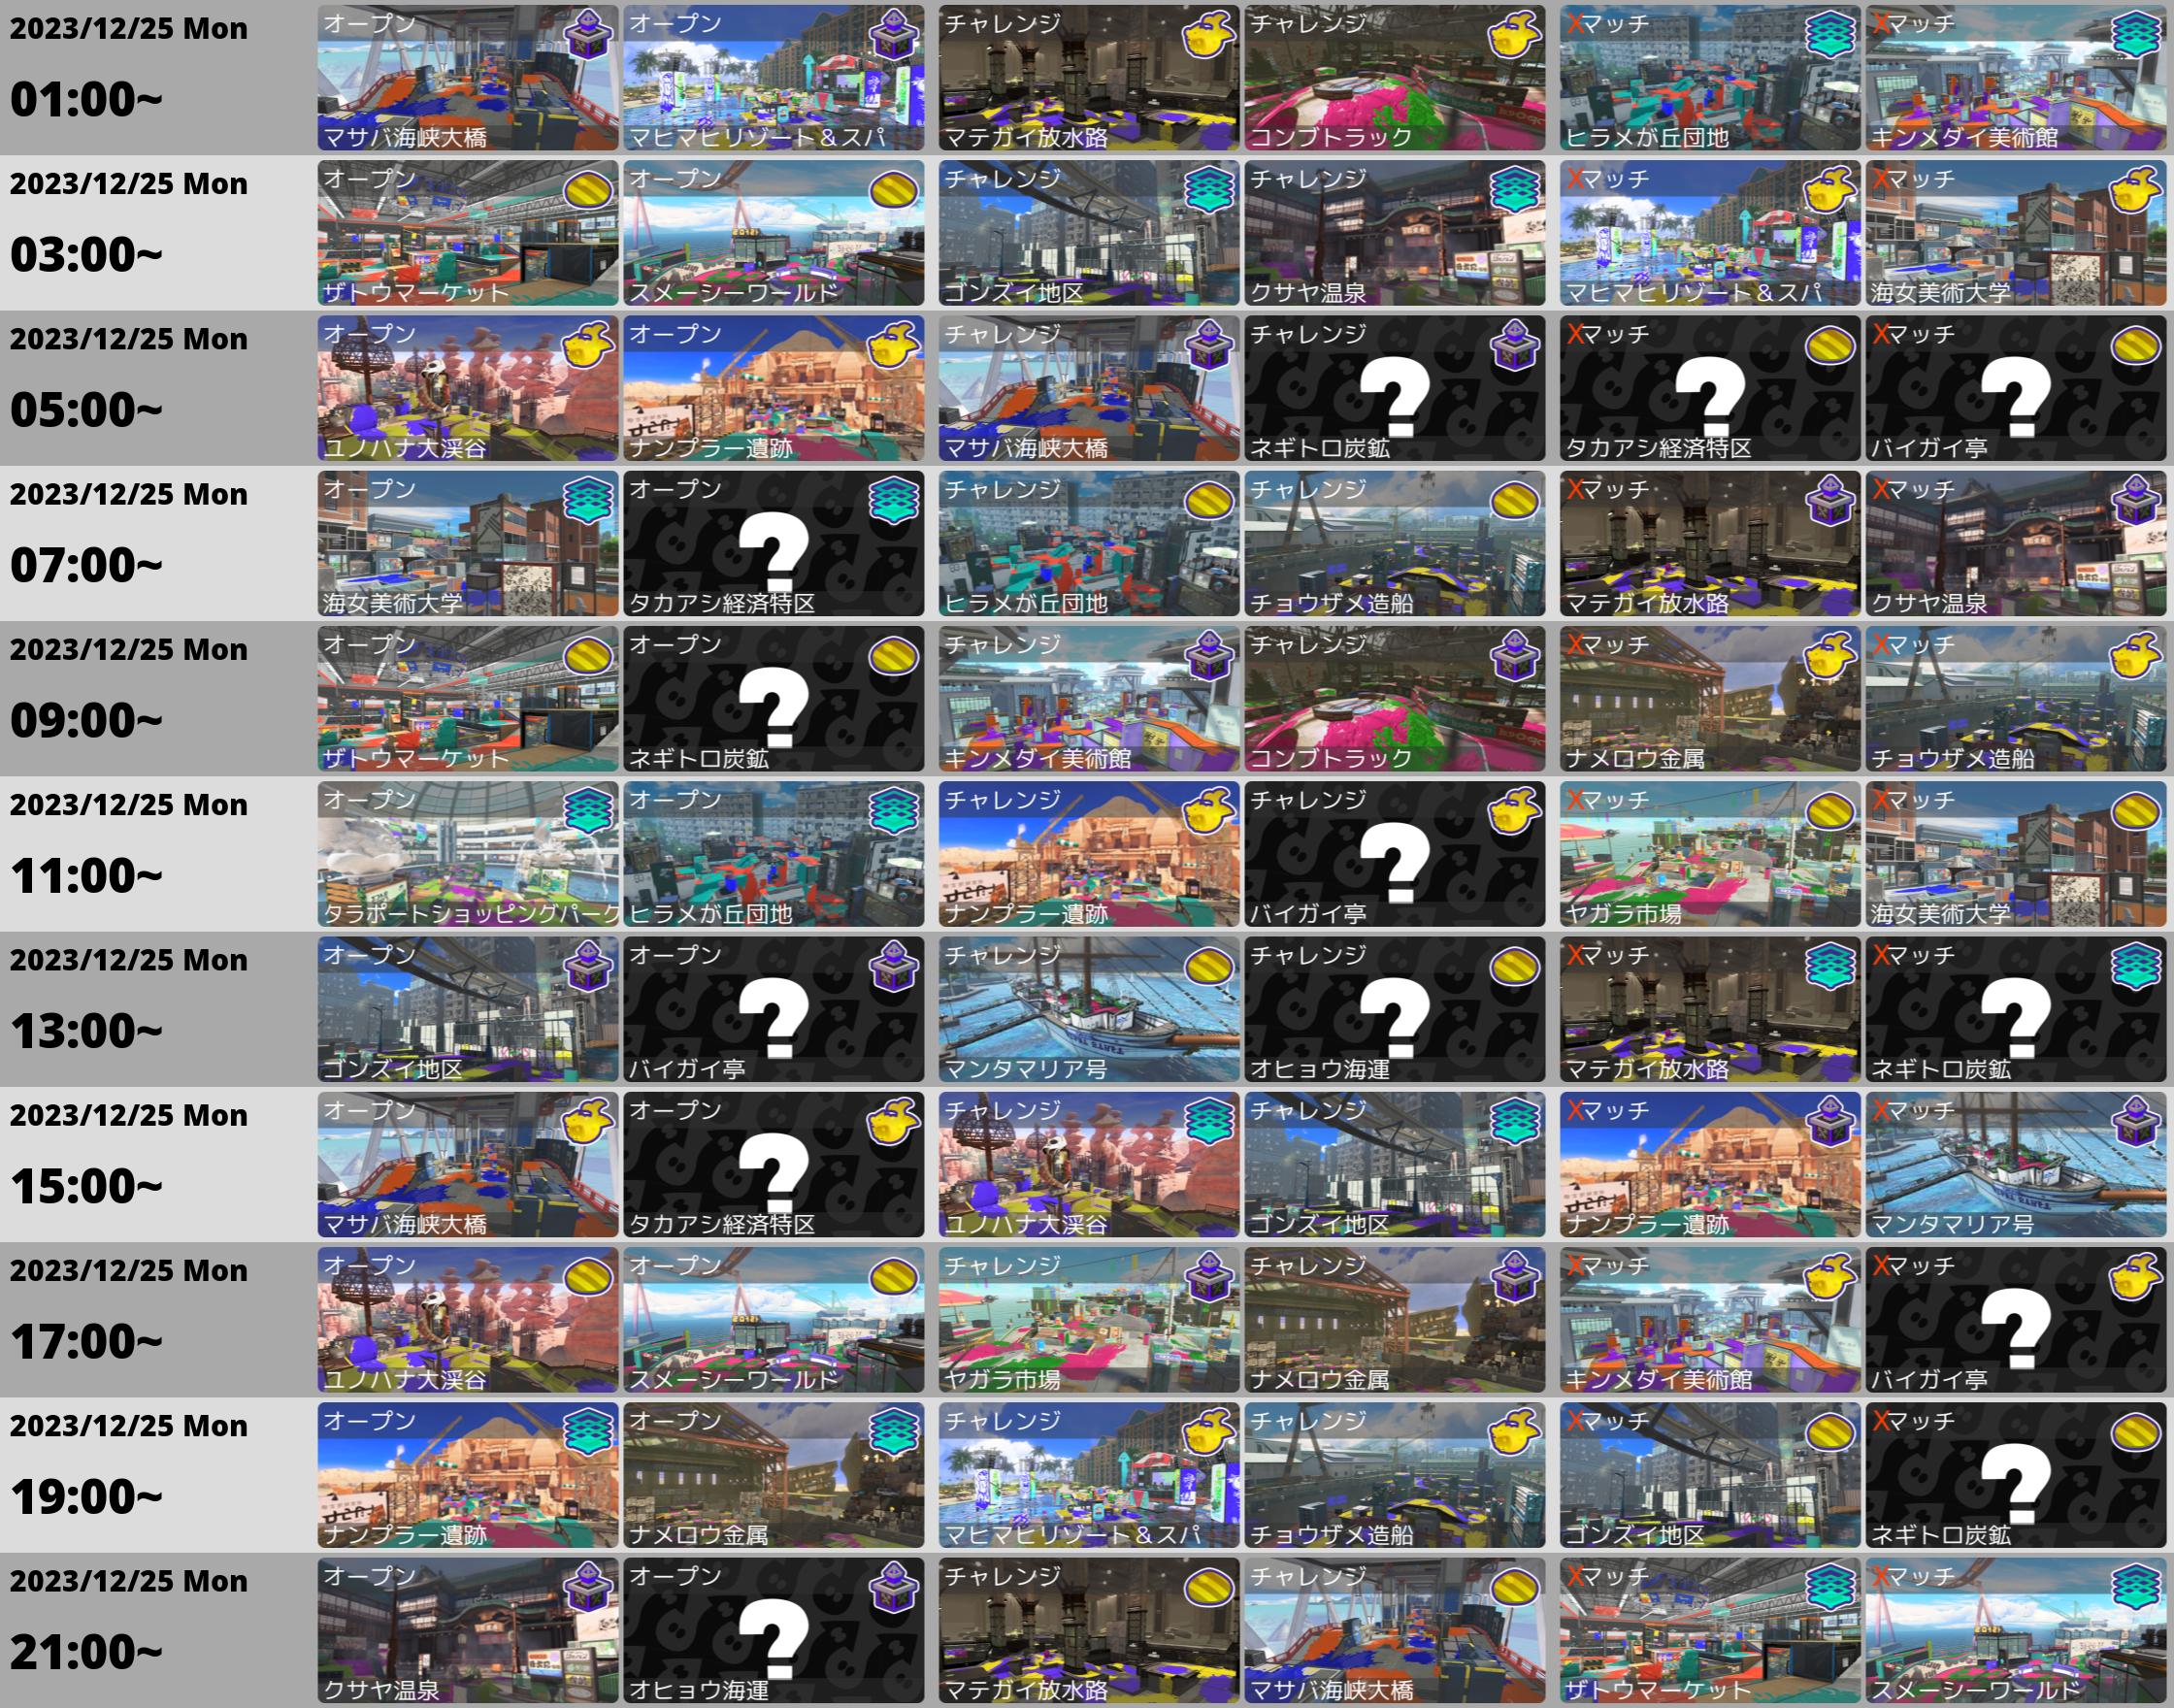 2023/12/25 Mon
01:00~
オープン オープン チャレンジ チャレンジ Xマッチ Xマッチ
マサバ海峡大橋 マヒマヒリゾート＆スパ マテガイ放水路 コンブトラック ヒラメが丘団地 キンメダイ美術館
2023/12/25 Mon
03:00~
オープン オープン チャレンジ チャレンジ Xマッチ Xマッチ
ザトウマーケット スメーシーワールド ゴンズイ地区 クサヤ温泉 マヒマヒリゾート＆スパ 海女美術大学
2023/12/25 Mon
05:00~
オープン オープン チャレンジ チャレンジ Xマッチ Xマッチ
? ? ?
ユノハナ大渓谷 ナンプラー遺跡 マサバ海峡大橋 ネギトロ炭鉱 タカアシ経済特区 バイガイ亭
2023/12/25 Mon
07:00~
オープン オープン チャレンジ チャレンジ Xマッチ Xマッチ
?
海女美術大学 タカアシ経済特区 ヒラメが丘団地 チョウザメ造船 マテガイ放水路 クサヤ温泉
2023/12/25 Mon
09:00~
オープン オープン チャレンジ チャレンジ Xマッチ Xマッチ
?
ザトウマーケット ネギトロ炭鉱 キンメダイ美術館 コンブトラック ナメロウ金属 チョウザメ造船
2023/12/25 Mon
11:00~
オープン オープン チャレンジ チャレンジ Xマッチ Xマッチ
?
タラポートショッピングパーク ヒラメが丘団地 ナンプラー遺跡 バイガイ亭 ヤガラ市場 海女美術大学
2023/12/25 Mon
13:00~
オープン オープン チャレンジ チャレンジ Xマッチ Xマッチ
? ? ?
ゴンズイ地区 バイガイ亭 マンタマリア号 オヒョウ海運 マテガイ放水路 ネギトロ炭鉱
2023/12/25 Mon
15:00~
オープン オープン チャレンジ チャレンジ Xマッチ Xマッチ
?
マサバ海峡大橋 タカアシ経済特区 ユノハナ大渓谷 ゴンズイ地区 ナンプラー遺跡 マンタマリア号
2023/12/25 Mon
17:00~
オープン オープン チャレンジ チャレンジ Xマッチ Xマッチ
?
ユノハナ大渓谷 スメーシーワールド ヤガラ市場 ナメロウ金属 キンメダイ美術館 バイガイ亭
2023/12/25 Mon
19:00~
オープン オープン チャレンジ チャレンジ Xマッチ Xマッチ
?
ナンプラー遺跡 ナメロウ金属 マヒマヒリゾート＆スパ チョウザメ造船 ゴンズイ地区 ネギトロ炭鉱
2023/12/25 Mon
21:00~
オープン オープン チャレンジ チャレンジ Xマッチ Xマッチ
?
クサヤ温泉 オヒョウ海運 マテガイ放水路 マサバ海峡大橋 ザトウマーケット スメーシーワールド